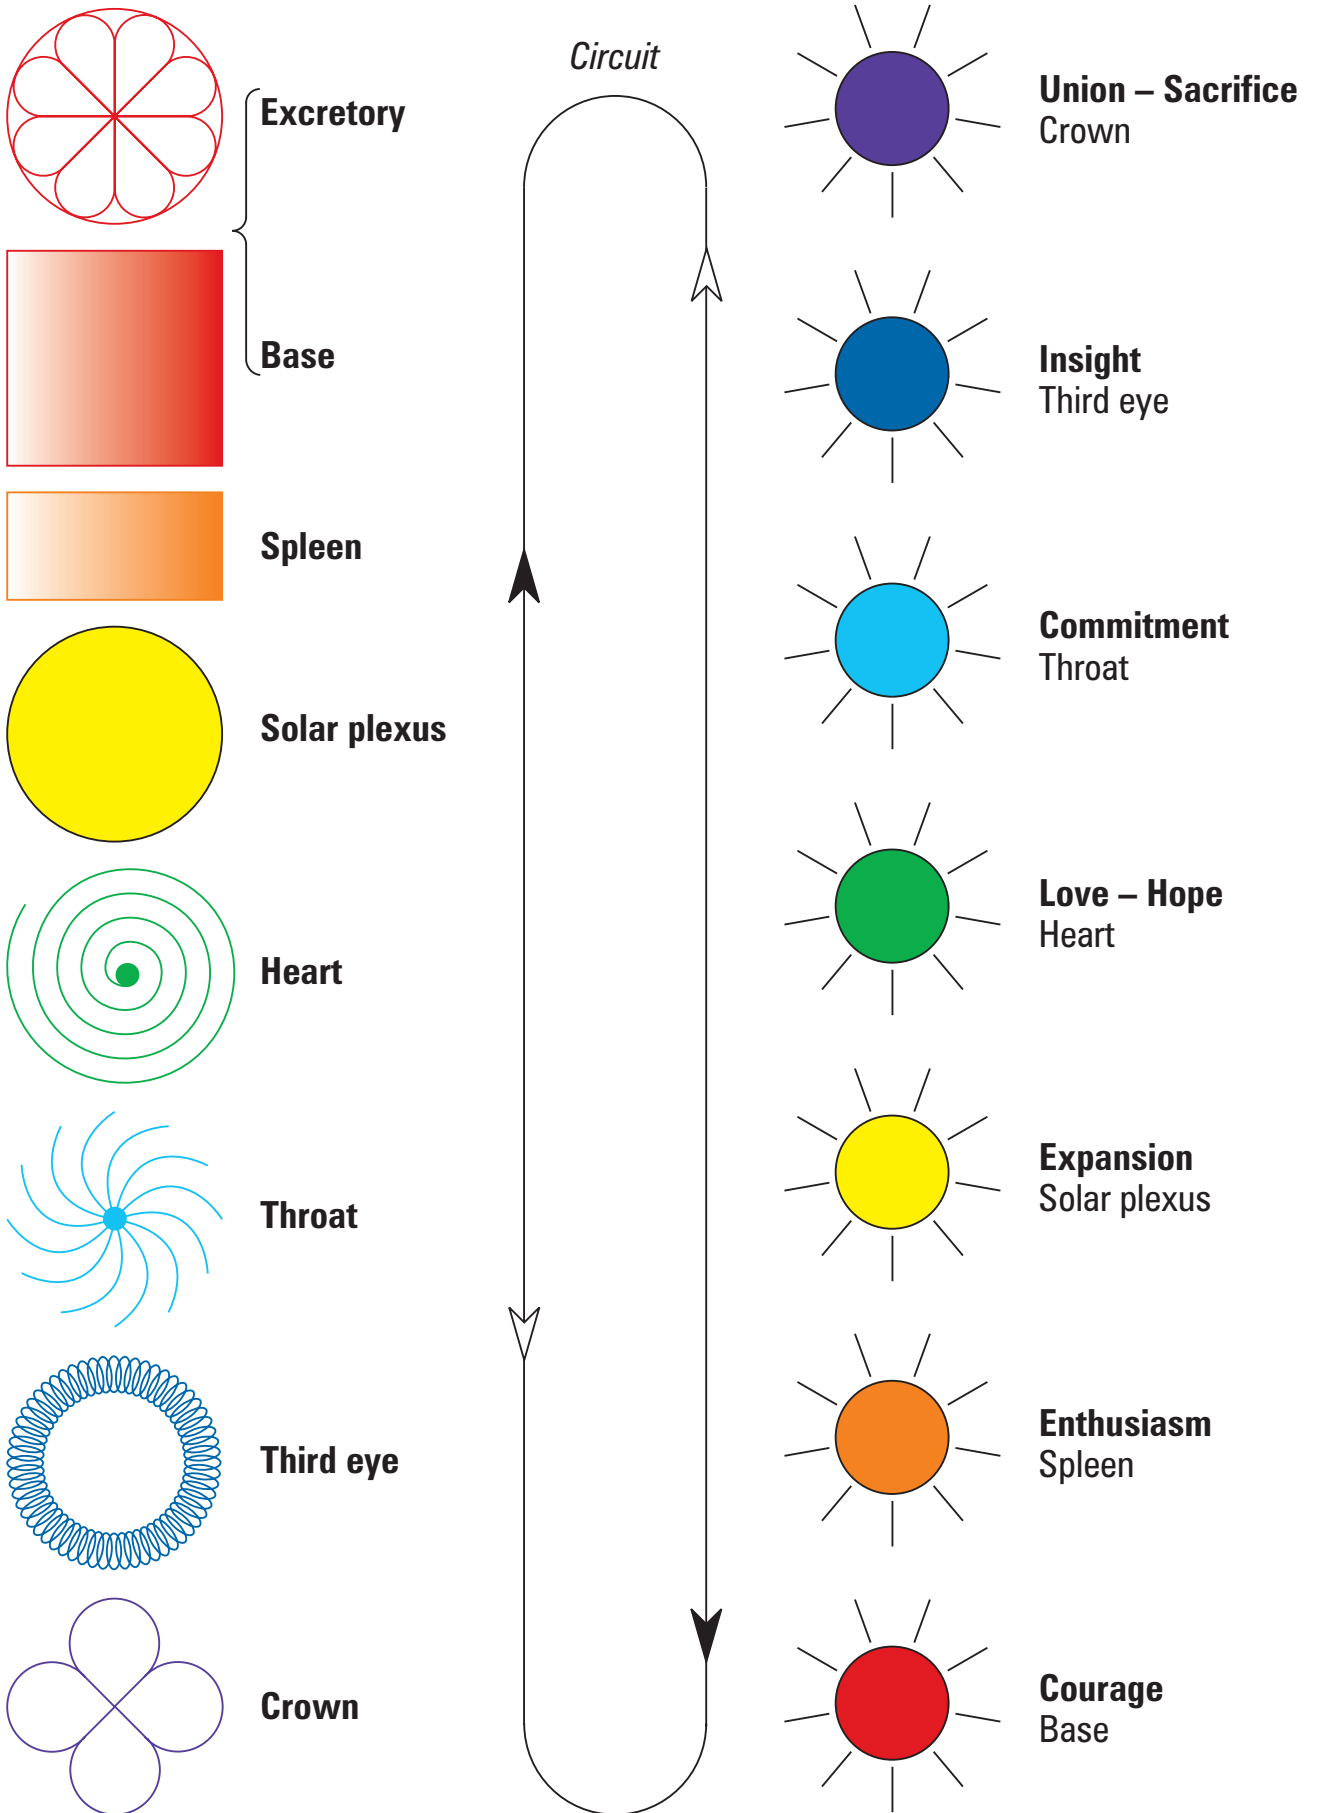 Excretory
Base
Spleen
Solar plexus
Heart
Throat
Third eye
Crown
Circuit
Union – Sacrifice
Crown
Insight
Third eye
Commitment
Throat
Love – Hope
Heart
Expansion
Solar plexus
Enthusiasm
Spleen
Courage
Base